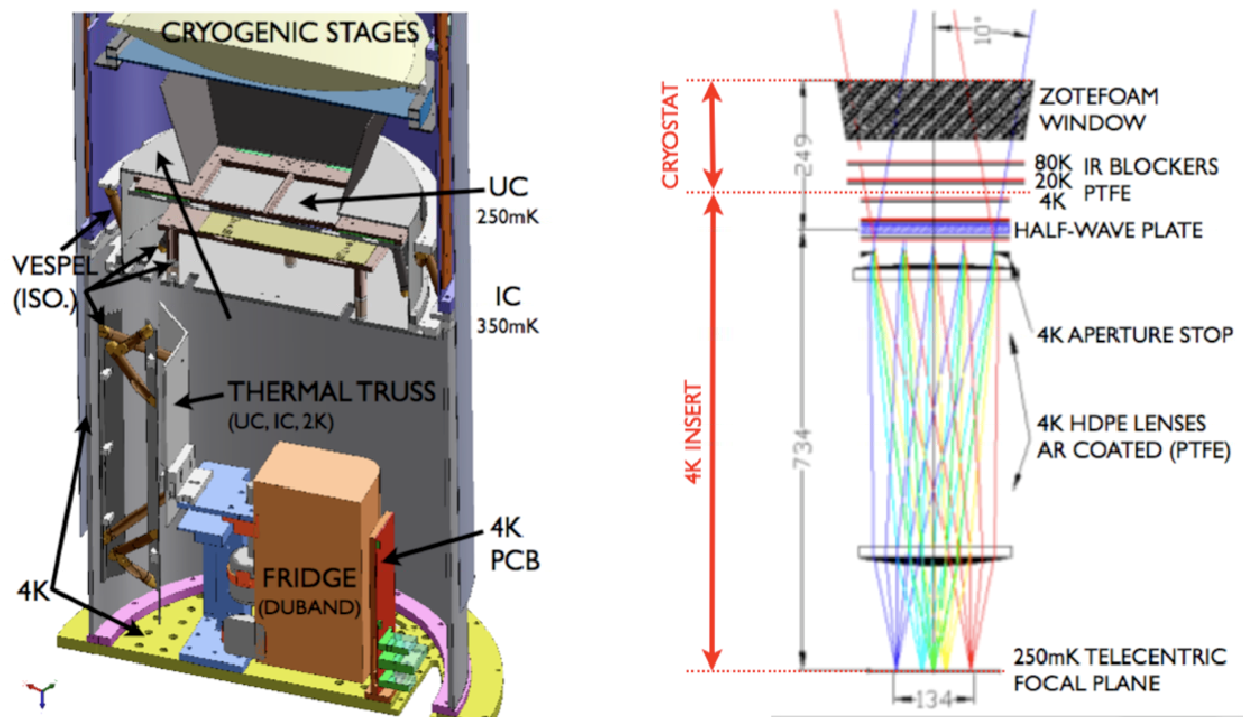 CRYOGENIC STAGES
UC
250mK
VESPEL
(ISO.)
IC
350mK
THERMAL TRUSS
(UC, IC, 2K)
4K
PCB
FRIDGE
(DUBAND)
4K
10°
ZOTEFOAM
WINDOW
CRYOSTAT
249
80K
IR BLOCKERS
20K
PTFE
4K
HALF-WAVE PLATE
4K APERTURE STOP
4K HDPE LENSES
AR COATED (PTFE)
4K INSERT
734
250mK TELECENTRIC
FOCAL PLANE
134